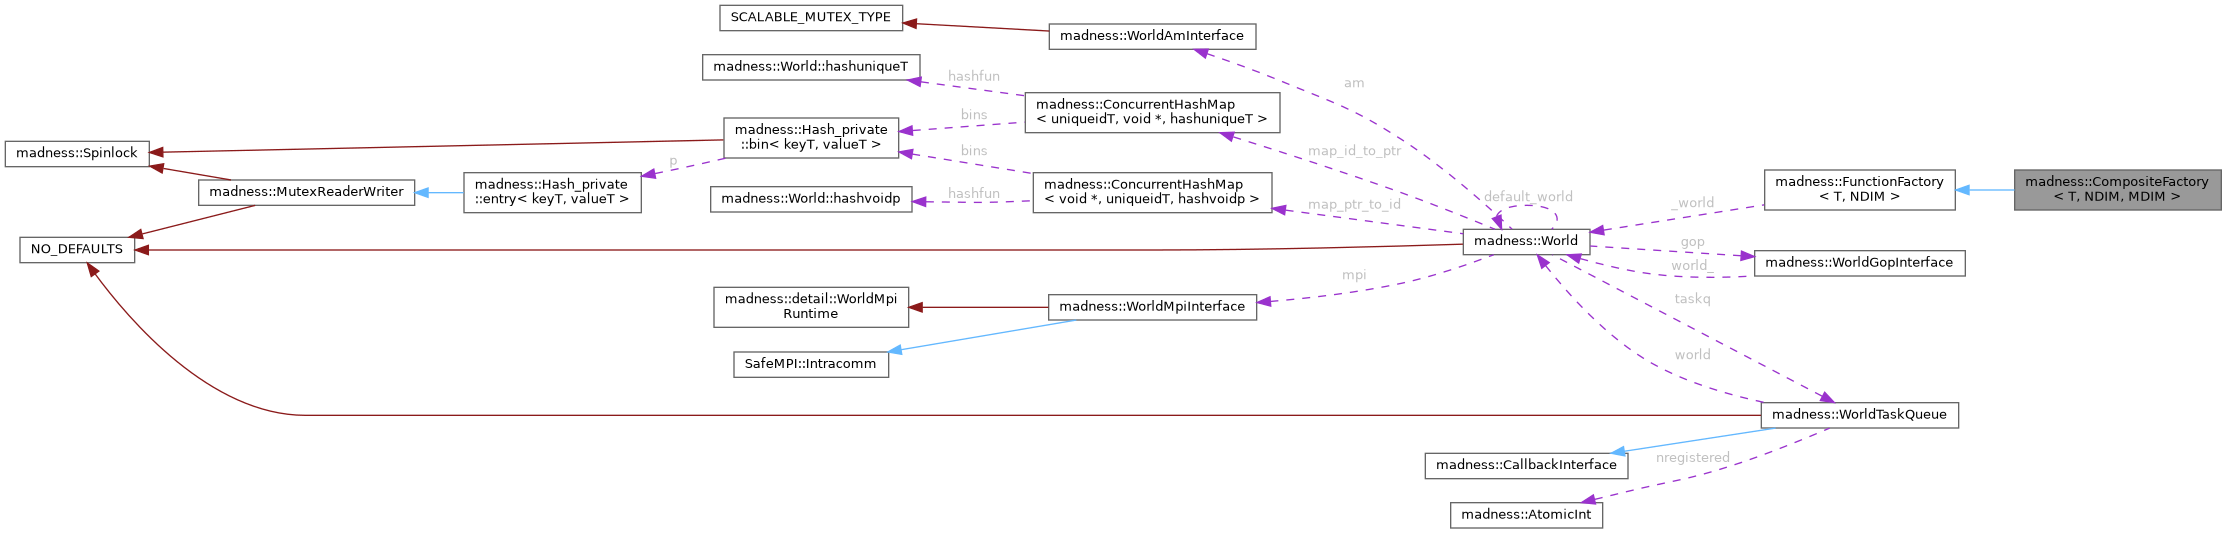 SCALABLE_MUTEX_TYPE
madness::WorldAmInterface
madness::World::hashuniqueT
am
hashfun
madness::ConcurrentHashMap
< uniqueidT, void *, hashuniqueT >
bins
madness::Hash_private
::bin< keyT, valueT >
madness::Spinlock
bins
map_id_to_ptr
p
madness::MutexReaderWriter
madness::Hash_private
::entry< keyT, valueT >
madness::World::hashvoidp
hashfun
madness::ConcurrentHashMap
< void *, uniqueidT, hashvoidp >
map_ptr_to_id
default_world
_world
madness::FunctionFactory
< T, NDIM >
madness::CompositeFactory
< T, NDIM, MDIM >
NO_DEFAULTS
madness::World
gop
world_
madness::WorldGopInterface
mpi
madness::detail::WorldMpi
Runtime
madness::WorldMpiInterface
taskq
SafeMPI::Intracomm
world
madness::WorldTaskQueue
madness::CallbackInterface
nregistered
madness::AtomicInt